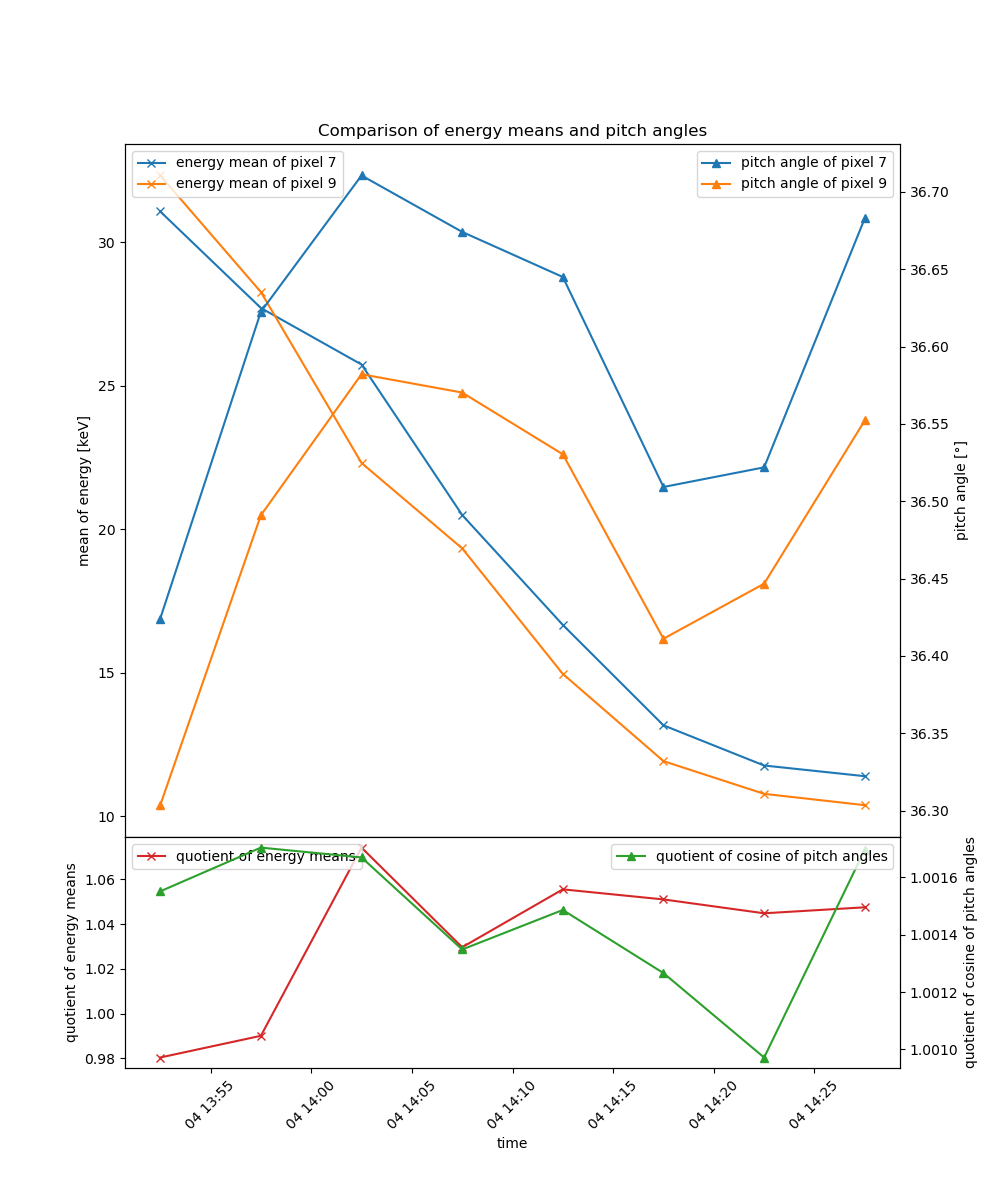 Comparison of energy means and pitch angles
energy mean of pixel 7
energy mean of pixel 9
pitch angle of pixel 7
pitch angle of pixel 9
mean of energy [keV]
30
25
20
15
10
pitch angle [°]
36.70
36.65
36.60
36.55
36.50
36.45
36.40
36.35
36.30
quotient of energy means
quotient of cosine of pitch angles
quotient of energy means
1.06
1.04
1.02
1.00
0.98
quotient of cosine of pitch angles
1.0016
1.0014
1.0012
1.0010
04 13:55
04 14:00
04 14:05
04 14:10
04 14:15
04 14:20
04 14:25
time